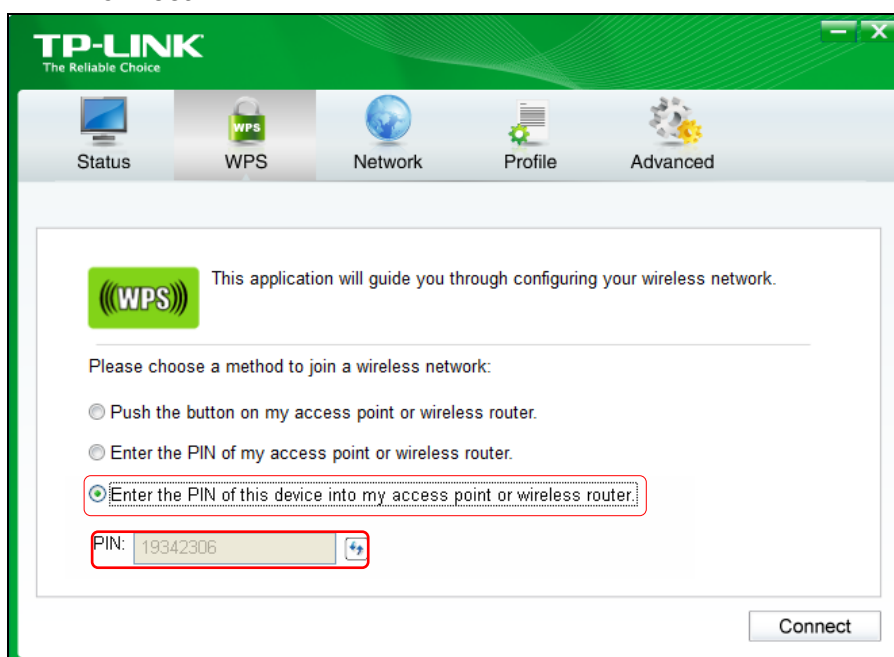 TP-LINK
The Reliable Choice
Status
WPS
WPS
Network
Profile
Advanced
(((WPS)))
This application will guide you through configuring your wireless network.
Please choose a method to join a wireless network:
Push the button on my access point or wireless router.
Enter the PIN of my access point or wireless router.
Enter the PIN of this device into my access point or wireless router.
PIN: 19342306
Connect